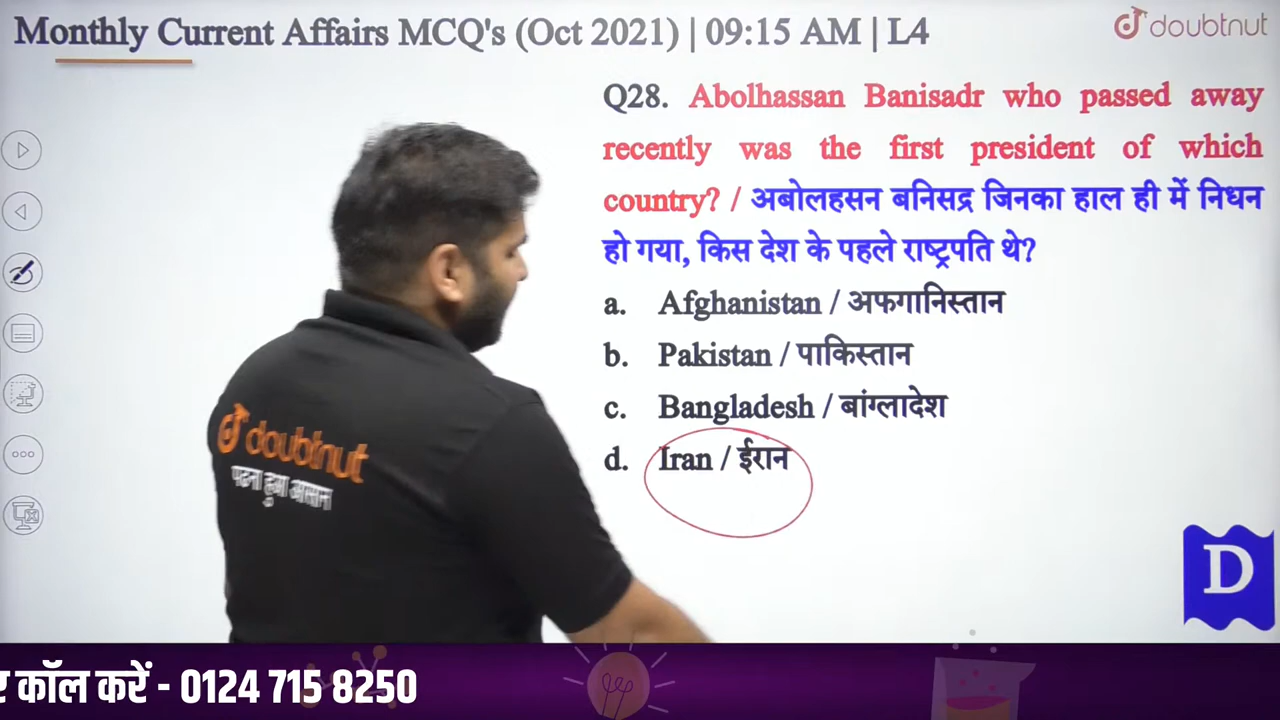 Monthly Current Affairs MCQ's (Oct 2021) | 09:15 AM | L4
doubtnut
Q28. Abolhassan Banisadr who passed away
recently was the first president of which
country? / अबोलहसन बनिसद्र जिनका हाल ही में निधन
हो गया, किस देश के पहले राष्ट्रपति थे?
a. Afghanistan / अफगानिस्तान
b. Pakistan / पाकिस्तान
c. Bangladesh / बांग्लादेश
d. Iran / ईरान
doubtnut
पढना हुआ आसान
D
कॉल करें - 0124 715 8250